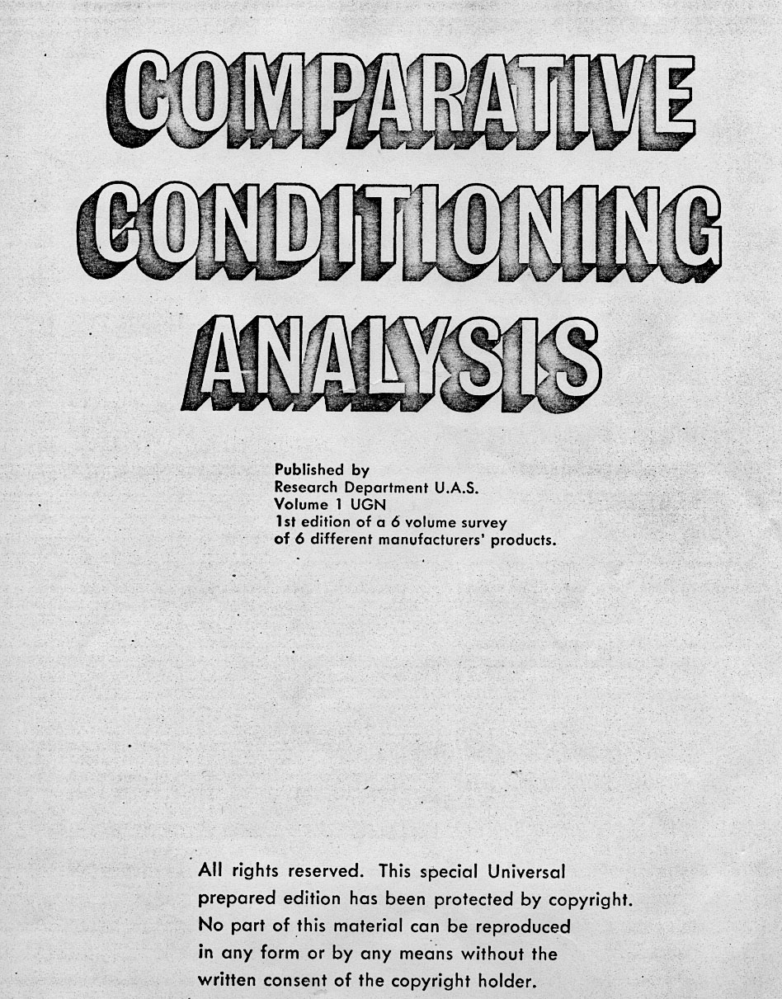 COMPARATIVE
CONDITIONING
ANALYSIS
Published by
Research Department U.A.S.
Volume 1 UGN
1st edition of a 6 volume survey
of 6 different manufacturers' products.
All rights reserved. This special Universal
prepared edition has been protected by copyright.
No part of this material can be reproduced
in any form or by any means without the
written consent of the copyright holder.